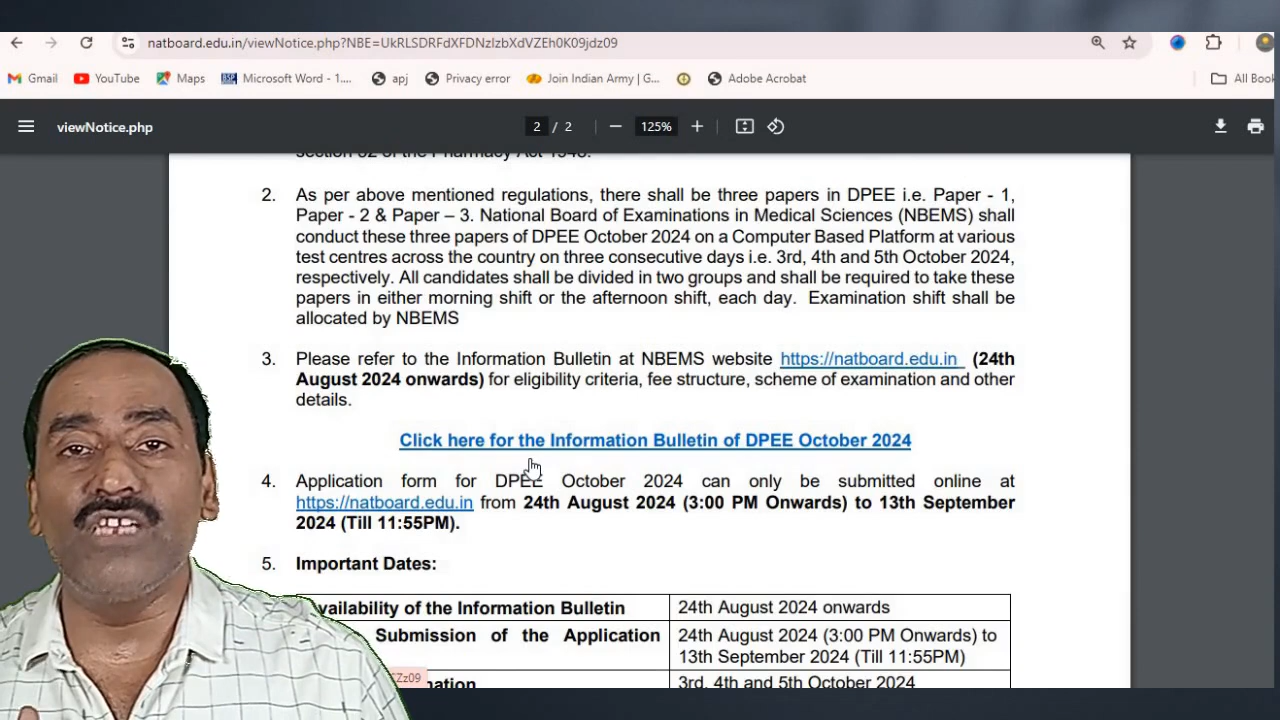 natboard.edu.in/viewNotice.php?NBE=UkRLSDRFdXFDNzlzbXdVZEh0K09jdz09
Gmail YouTube Maps Microsoft Word - 1.... apj Privacy error Join Indian Army | G... Adobe Acrobat All Book
viewNotice.php 2 / 2 125%
section 32 of the Pharmacy Act 1948.
2. As per above mentioned regulations, there shall be three papers in DPEE i.e. Paper - 1,
Paper - 2 & Paper – 3. National Board of Examinations in Medical Sciences (NBEMS) shall
conduct these three papers of DPEE October 2024 on a Computer Based Platform at various
test centres across the country on three consecutive days i.e. 3rd, 4th and 5th October 2024,
respectively. All candidates shall be divided in two groups and shall be required to take these
papers in either morning shift or the afternoon shift, each day. Examination shift shall be
allocated by NBEMS
3. Please refer to the Information Bulletin at NBEMS website https://natboard.edu.in (24th
August 2024 onwards) for eligibility criteria, fee structure, scheme of examination and other
details.
Click here for the Information Bulletin of DPEE October 2024
4. Application form for DPEE October 2024 can only be submitted online at
https://natboard.edu.in from 24th August 2024 (3:00 PM Onwards) to 13th September
2024 (Till 11:55PM).
5. Important Dates:
vailability of the Information Bulletin 24th August 2024 onwards
Submission of the Application 24th August 2024 (3:00 PM Onwards) to
13th September 2024 (Till 11:55PM)
3rd, 4th and 5th October 2024